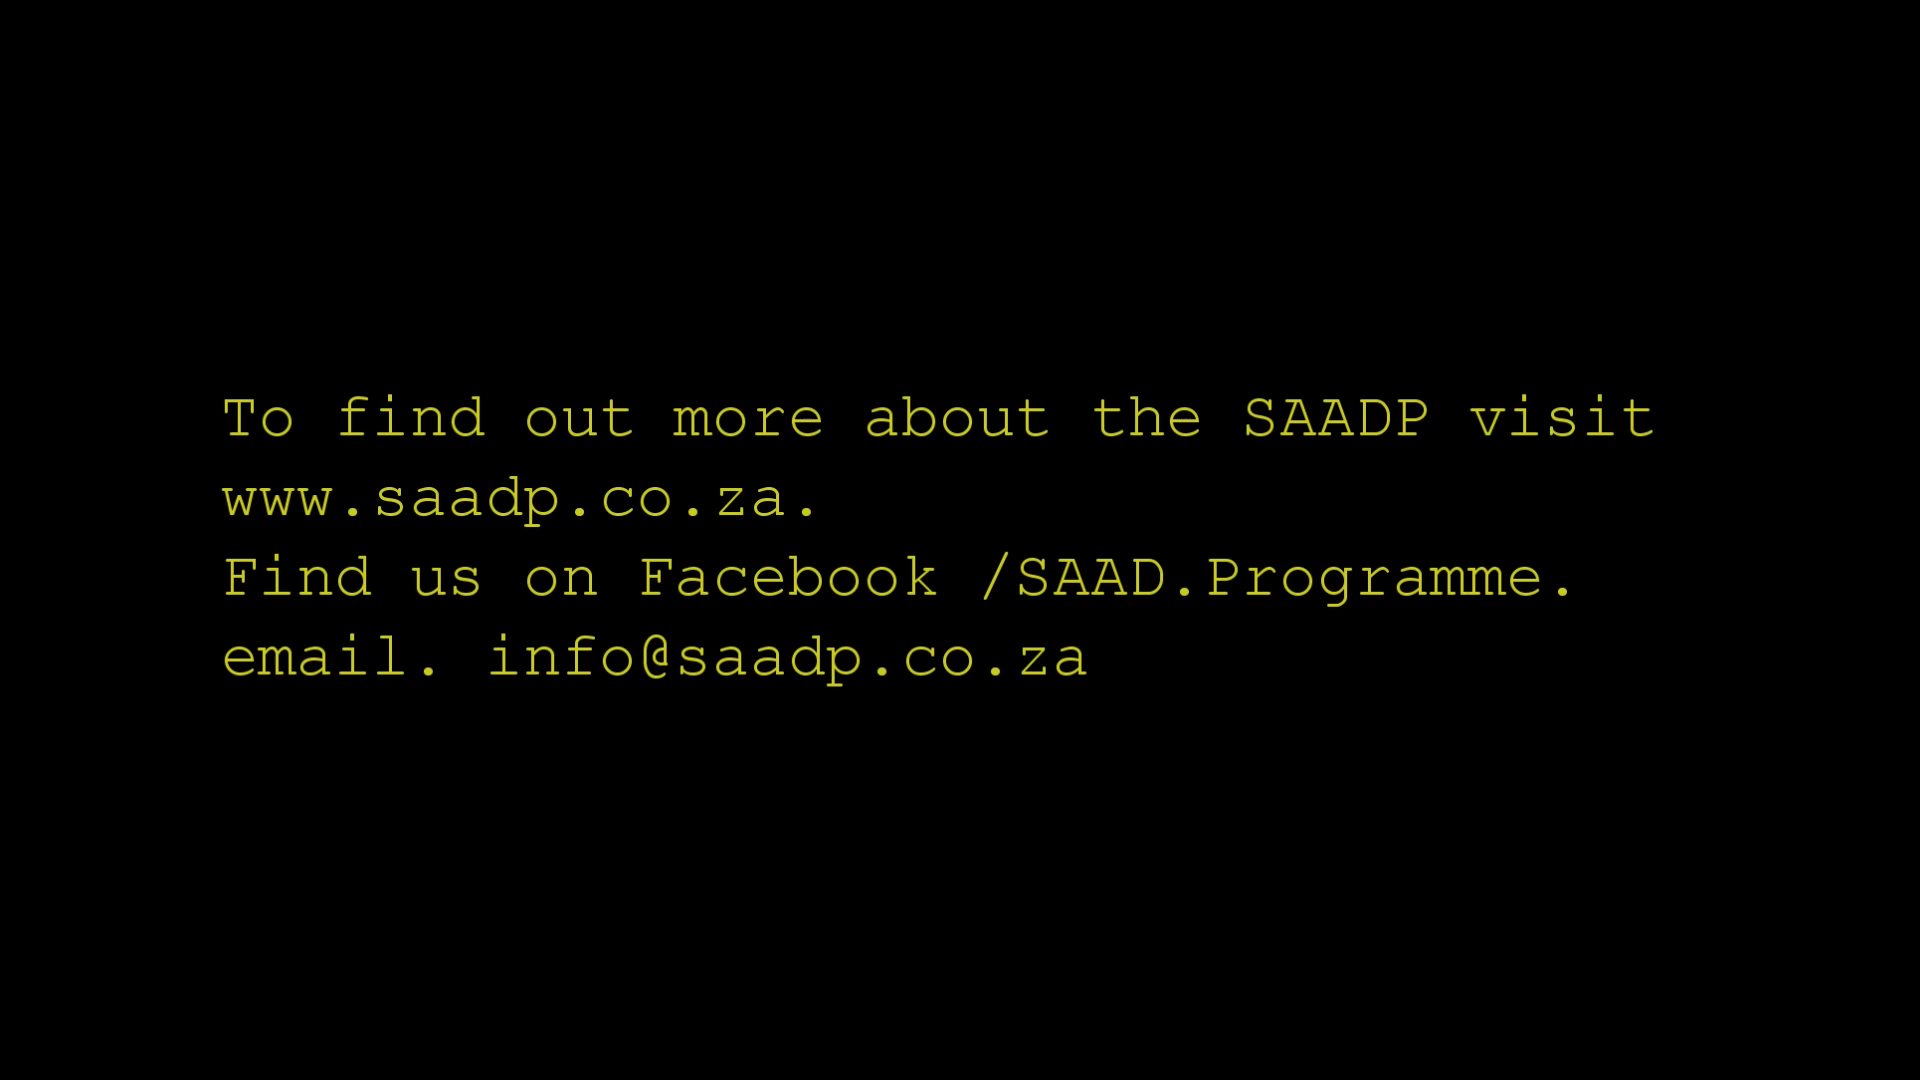 To find out more about the SAADP visit
www.saadp.co.za.
Find us on Facebook /SAAD.Programme.
email. info@saadp.co.za